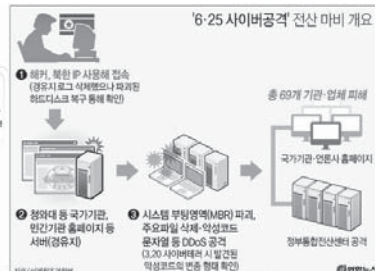 '6·25 사이버공격' 전산 마비 개요
❶ 해커, 북한 IP 사용해 접속
(경유지 로그 삭제했으나 파괴된
하드디스크 복구 통해 확인)
총 69개 기관·업체 피해
국가기관·언론사 홈페이지
❷ 청와대 등 국가기관,
민간기관 홈페이지 등
서버(경유지)
❸ 시스템 부팅영역(MBR) 파괴,
주요파일 삭제·악성코드
문자열 등 DDoS 공격
(3.20 사이버테러 시 발견된
악성코드의 변종 형태 확인)
정부통합전산센터 공격
연합뉴스